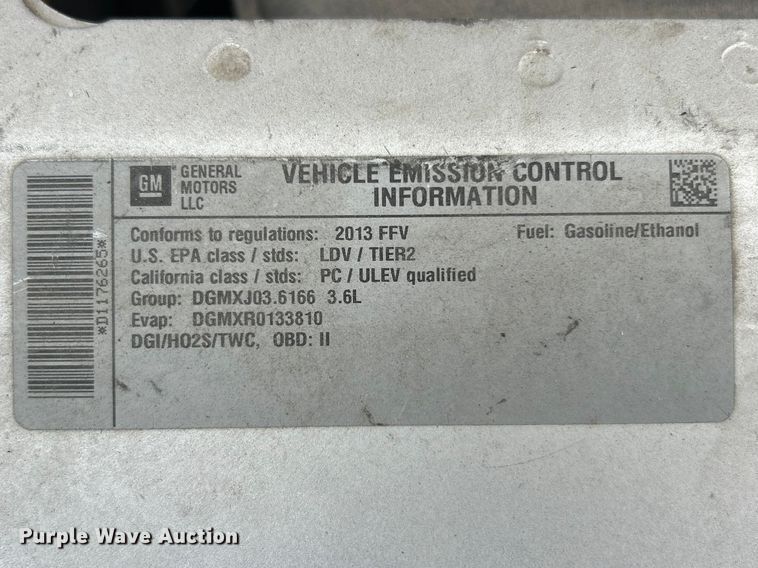 GM
GENERAL
MOTORS
LLC
VEHICLE EMISSION CONTROL
INFORMATION
Conforms to regulations: 2013 FFV Fuel: Gasoline/Ethanol
U.S. EPA class / stds: LDV / TIER2
California class / stds: PC / ULEV qualified
Group: DGMXJ03.6166 3.6L
Evap: DGMXR0133810
DGI/HO2S/TWC, OBD: II
*D1176265*
Purple Wave Auction